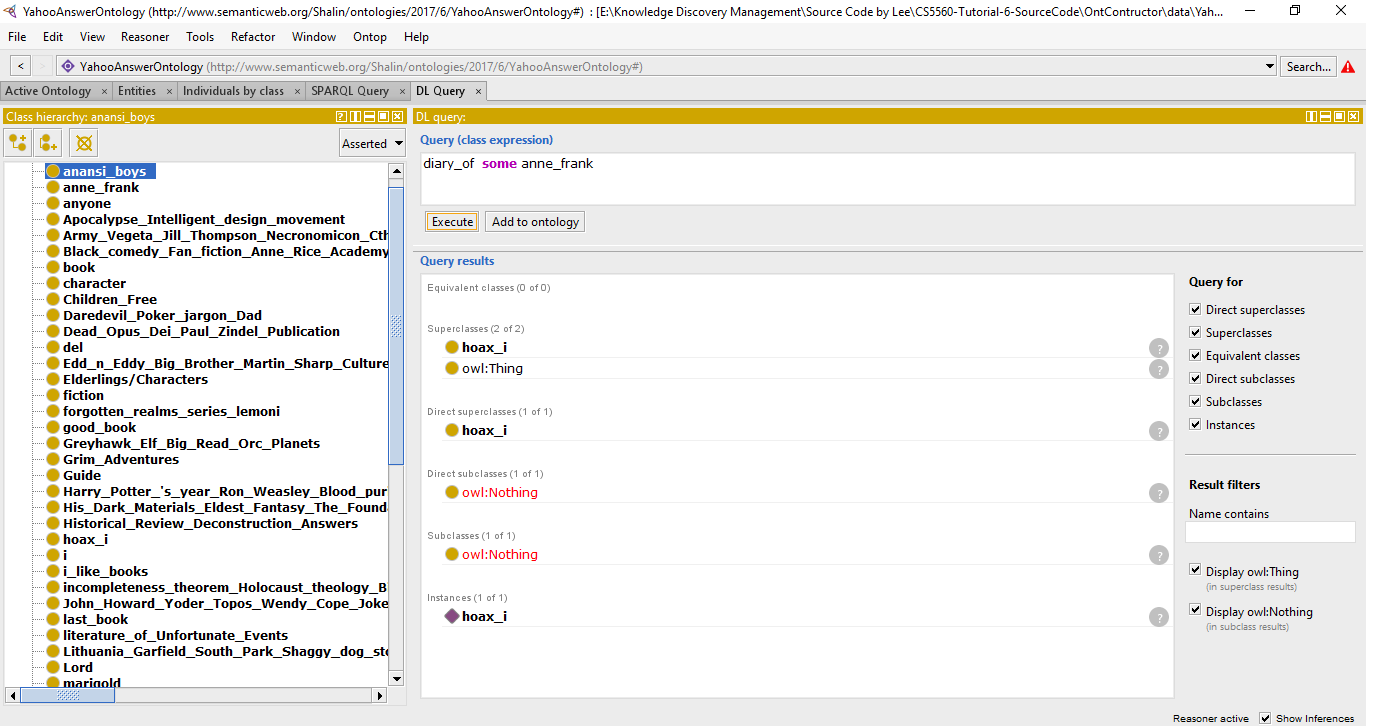 YahooAnswerOntology (http://www.semanticweb.org/Shalin/ontologies/2017/6/YahooAnswerOntology#) : [E:\Knowledge Discovery Management\Source Code by Lee\CS5560-Tutorial-6-SourceCode\OntContructor\data\Yah...
File Edit View Reasoner Tools Refactor Window Ontop Help
< > YahooAnswerOntology (http://www.semanticweb.org/Shalin/ontologies/2017/6/YahooAnswerOntology#) Search...
Active Ontology × Entities × Individuals by class × SPARQL Query × DL Query ×
Class hierarchy: anansi_boys
Asserted
anansi_boys
anne_frank
anyone
Apocalypse_Intelligent_design_movement
Army_Vegeta_Jill_Thompson_Necronomicon_Cth
Black_comedy_Fan_fiction_Anne_Rice_Academy
book
character
Children_Free
Daredevil_Poker_jargon_Dad
Dead_Opus_Dei_Paul_Zindel_Publication
del
Edd_n_Eddy_Big_Brother_Martin_Sharp_Culture
Elderlings/Characters
fiction
forgotten_realms_series_lemoni
good_book
Greyhawk_Elf_Big_Read_Orc_Planets
Grim_Adventures
Guide
Harry_Potter_'s_year_Ron_Weasley_Blood_pur
His_Dark_Materials_Eldest_Fantasy_The_Founda
Historical_Review_Deconstruction_Answers
hoax_i
i
i_like_books
incompleteness_theorem_Holocaust_theology_B
John_Howard_Yoder_Topos_Wendy_Cope_Joke
last_book
literature_of_Unfortunate_Events
Lithuania_Garfield_South_Park_Shaggy_dog_sto
Lord
marigold
DL query:
Query (class expression)
diary_of some anne_frank
Execute Add to ontology
Query results
Equivalent classes (0 of 0)
Superclasses (2 of 2)
hoax_i ?
owl:Thing ?
Direct superclasses (1 of 1)
hoax_i ?
Direct subclasses (1 of 1)
owl:Nothing ?
Subclasses (1 of 1)
owl:Nothing ?
Instances (1 of 1)
hoax_i ?
Query for
Direct superclasses
Superclasses
Equivalent classes
Direct subclasses
Subclasses
Instances
Result filters
Name contains
Display owl:Thing
(in superclass results)
Display owl:Nothing
(in subclass results)
Reasoner active Show Inferences